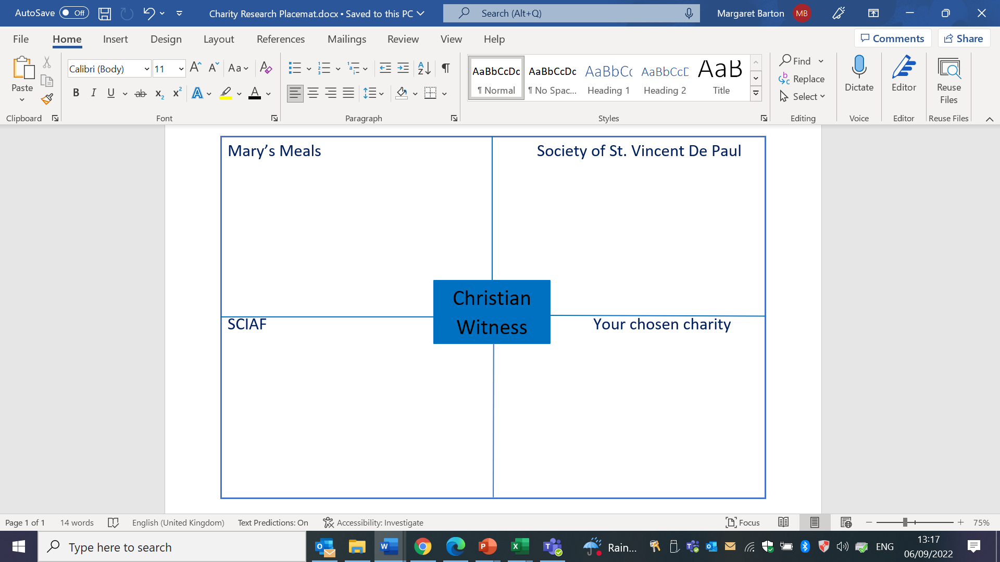 AutoSave Off Charity Research Placemat.docx • Saved to this PC Search (Alt+Q) Margaret Barton MB
File Home Insert Design Layout References Mailings Review View Help Comments Share
Paste
Clipboard
Calibri (Body) 11
Font
Paragraph
AaBbCcDc AaBbCcDc AaBbCc AaBbCcD AaB
¶ Normal ¶ No Spac... Heading 1 Heading 2 Title
Styles
Find
Replace
Select
Editing
Dictate
Voice
Editor
Editor
Reuse
Files
Reuse Files
Mary’s Meals
Society of St. Vincent De Paul
Christian
Witness
SCIAF
Your chosen charity
Page 1 of 1 14 words English (United Kingdom) Text Predictions: On Accessibility: Investigate Focus 75%
Type here to search Rain... ENG 13:17
06/09/2022